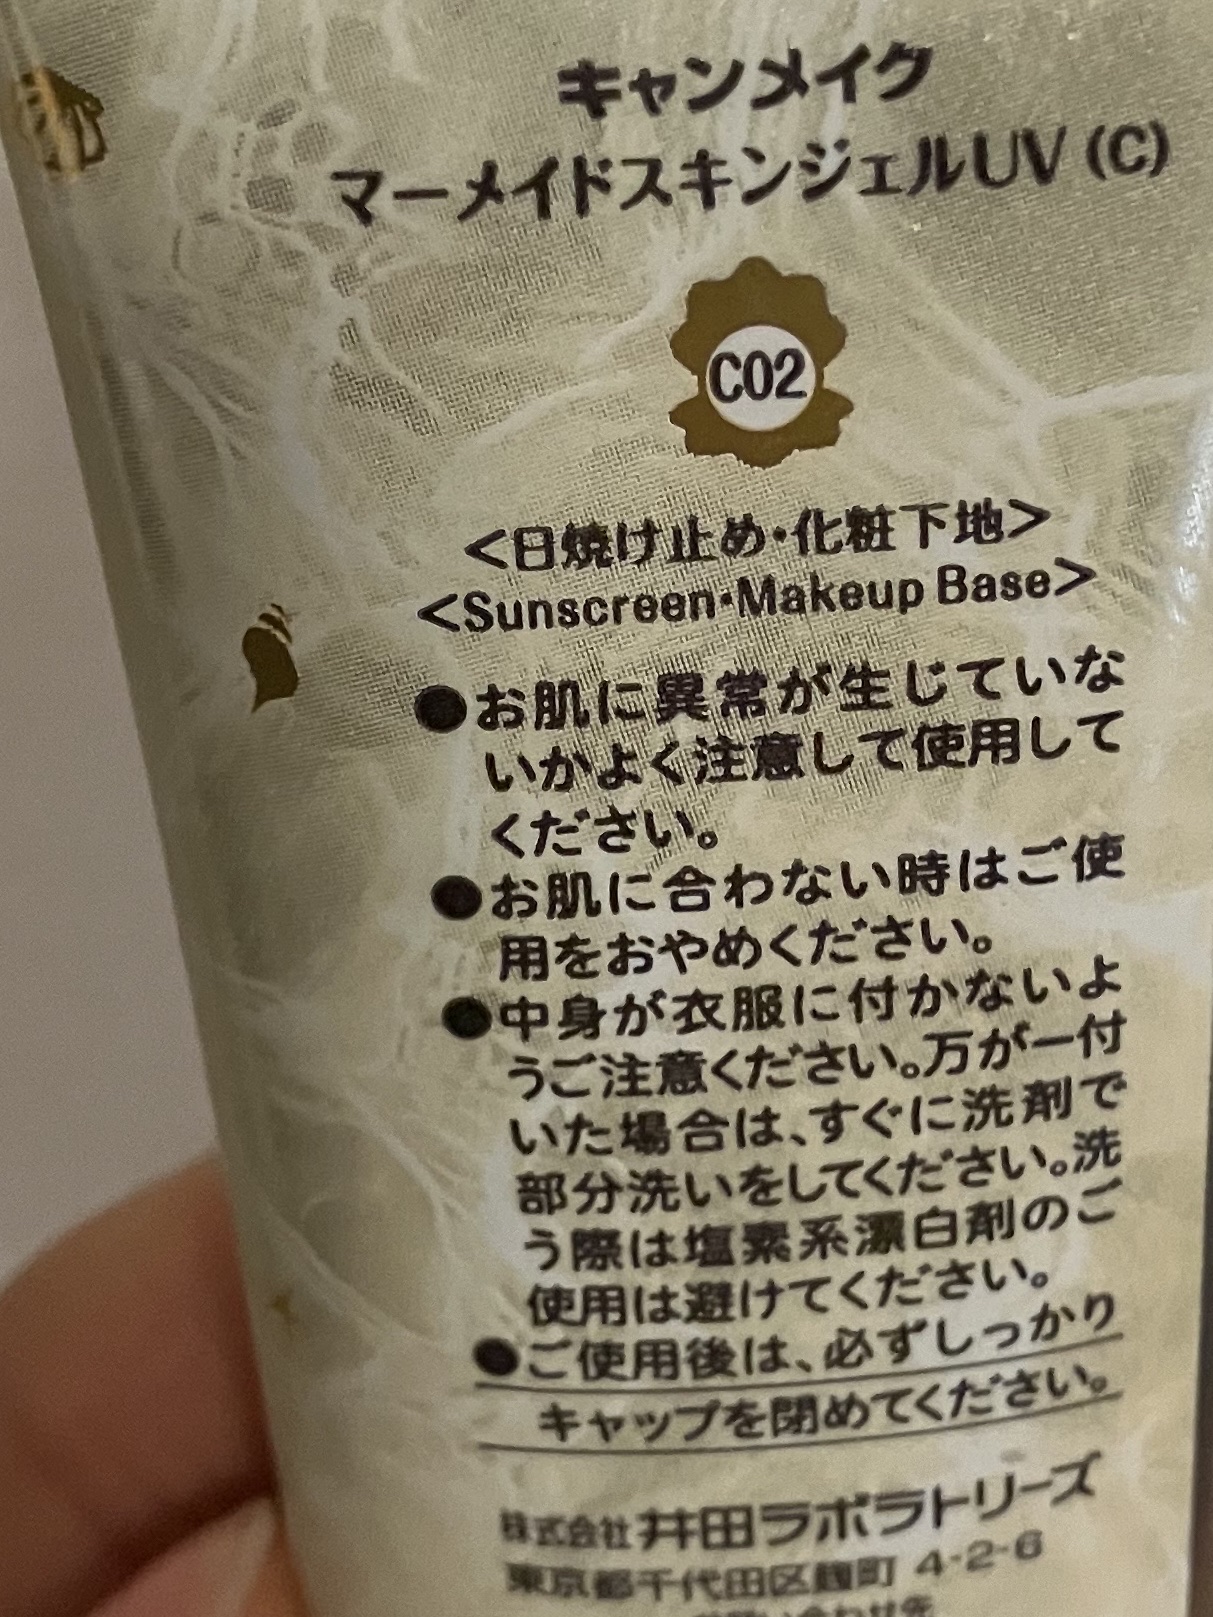 キャンメイク
マーメイドスキンジェルUV (C)
C02
<日焼け止め・化粧下地>
<Sunscreen・Makeup Base>
●お肌に異常が生じていな
いかよく注意して使用して
ください。
●お肌に合わない時はご使
用をおやめください。
●中身が衣服に付かないよ
うご注意ください。万が一付
いた場合は、すぐに洗剤で
部分洗いをしてください。洗
う際は塩素系漂白剤のご
使用は避けてください。
●ご使用後は、必ずしっかり
キャップを閉めてください。
株式会社 井田ラボラトリーズ
東京都千代田区麹町 4-2-6